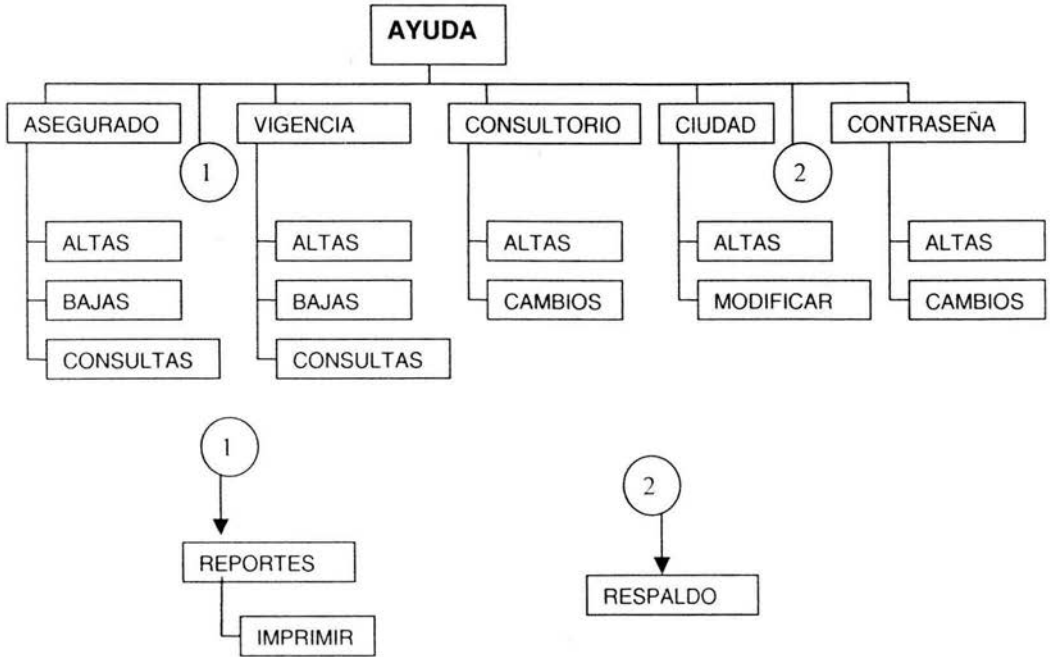 AYUDA
ASEGURADO
VIGENCIA
CONSULTORIO
CIUDAD
CONTRASEÑA
1
2
ALTAS
ALTAS
ALTAS
ALTAS
ALTAS
BAJAS
BAJAS
CAMBIOS
MODIFICAR
CAMBIOS
CONSULTAS
CONSULTAS
1
2
REPORTES
RESPALDO
IMPRIMIR